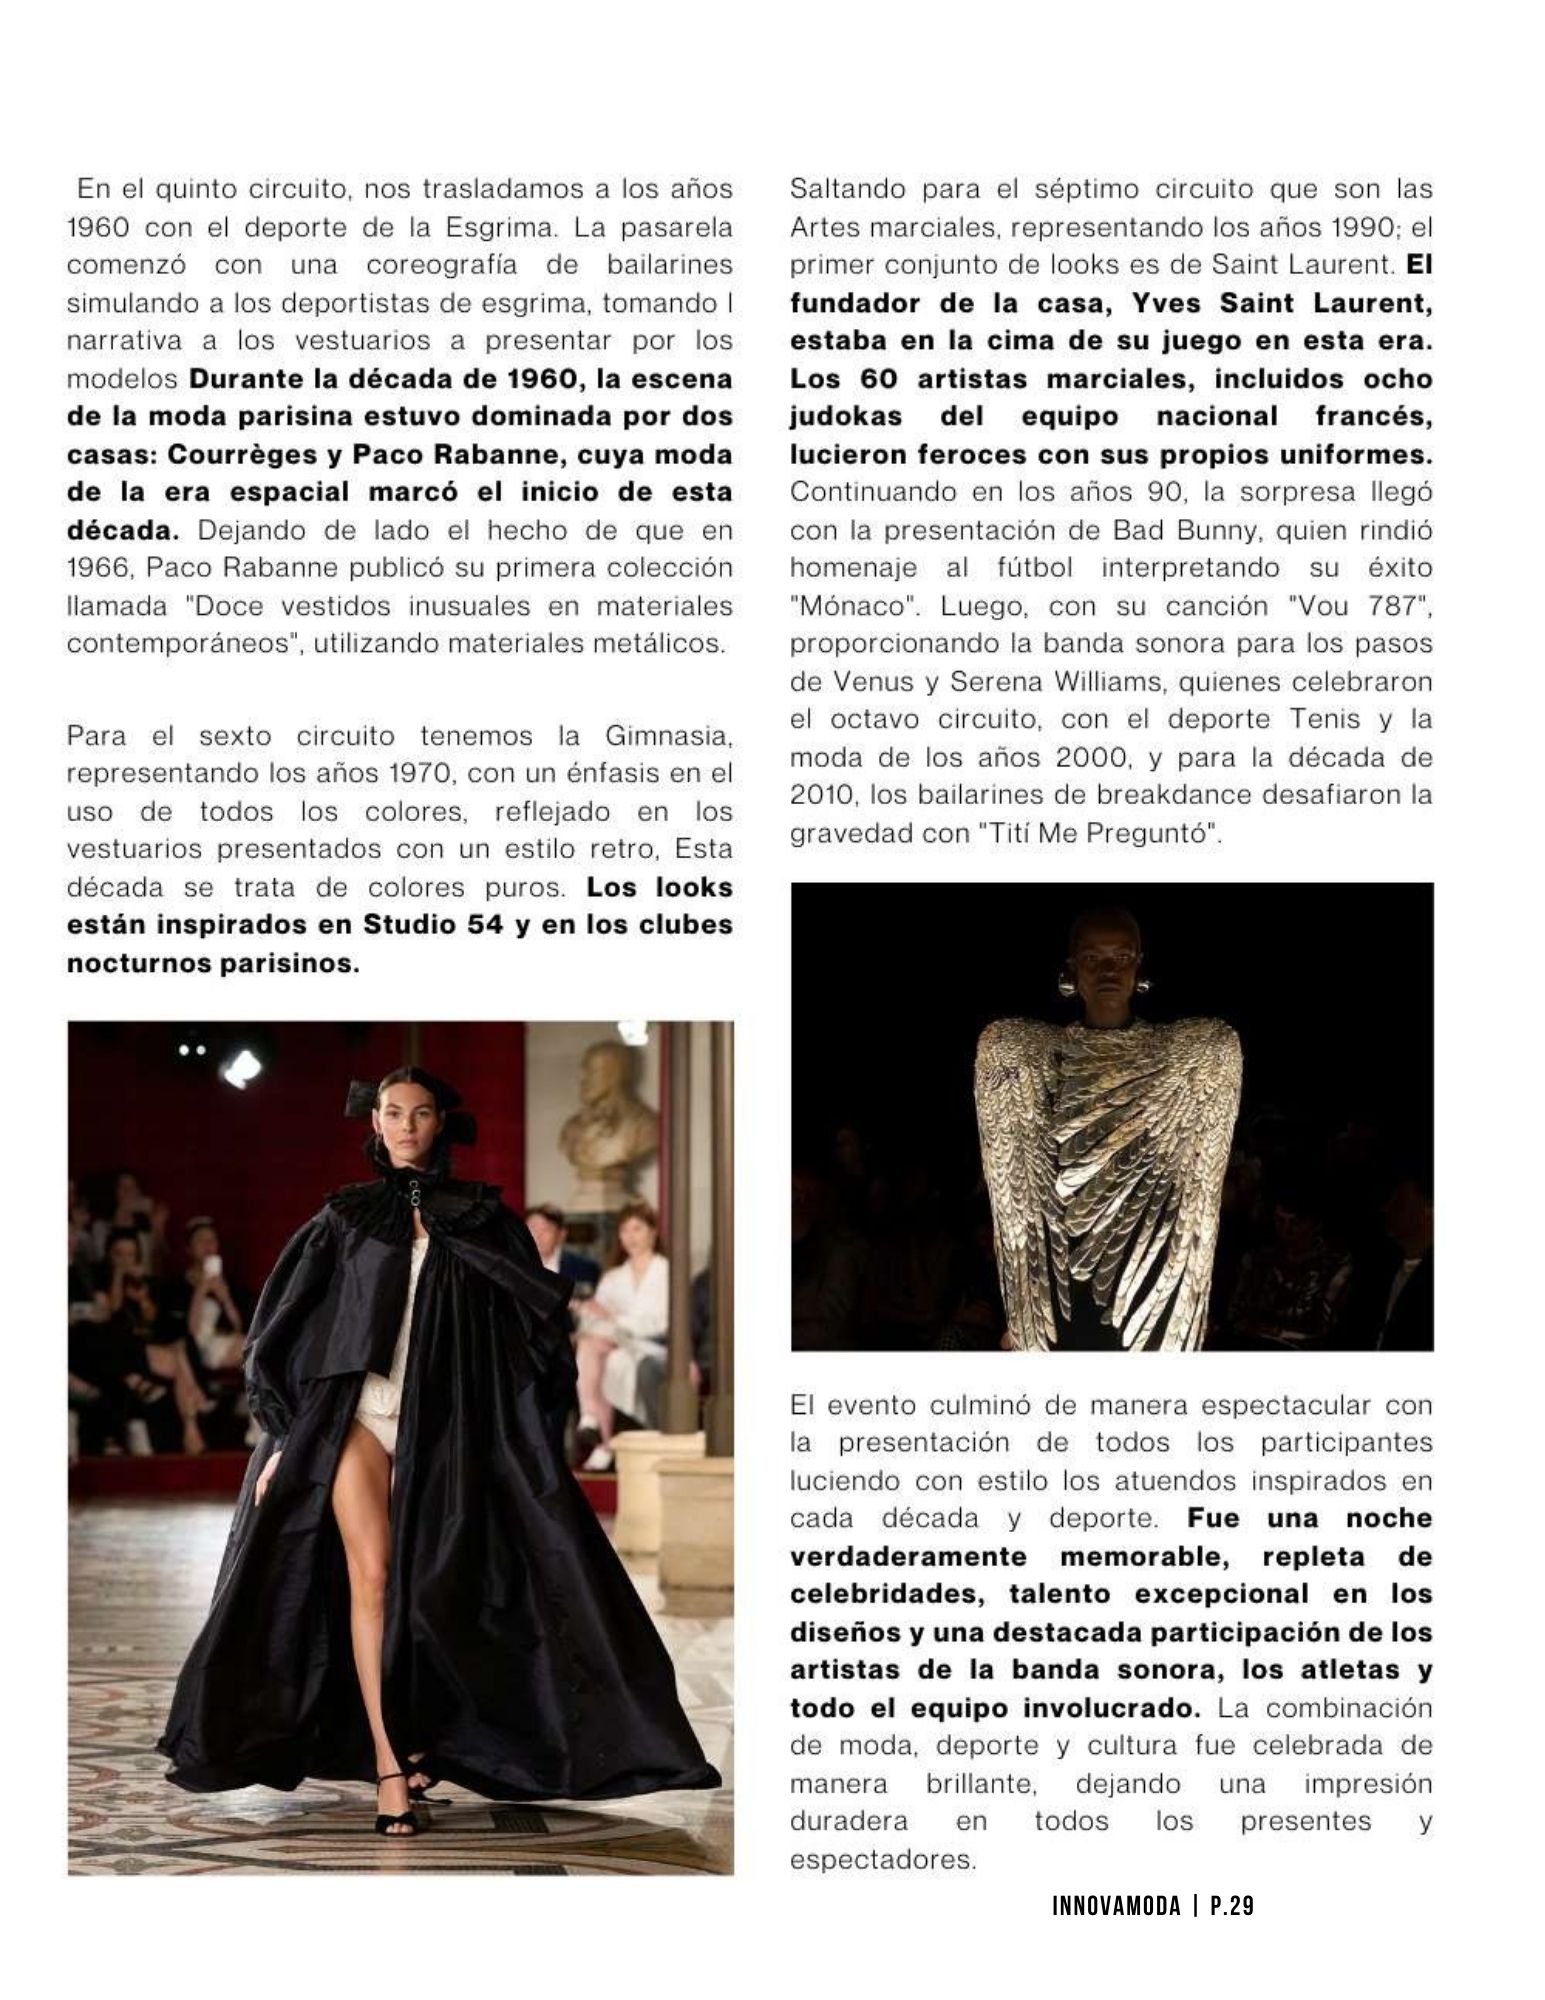 En el quinto circuito, nos trasladamos a los años
1960 con el deporte de la Esgrima. La pasarela
comenzó con una coreografía de bailarines
simulando a los deportistas de esgrima, tomando l
narrativa a los vestuarios a presentar por los
modelos Durante la década de 1960, la escena
de la moda parisina estuvo dominada por dos
casas: Courrèges y Paco Rabanne, cuya moda
de la era espacial marcó el inicio de esta
década. Dejando de lado el hecho de que en
1966, Paco Rabanne publicó su primera colección
llamada "Doce vestidos inusuales en materiales
contemporáneos", utilizando materiales metálicos.
Para el sexto circuito tenemos la Gimnasia,
representando los años 1970, con un énfasis en el
uso de todos los colores, reflejado en los
vestuarios presentados con un estilo retro, Esta
década se trata de colores puros. Los looks
están inspirados en Studio 54 y en los clubes
nocturnos parisinos.
Saltando para el séptimo circuito que son las
Artes marciales, representando los años 1990; el
primer conjunto de looks es de Saint Laurent. El
fundador de la casa, Yves Saint Laurent,
estaba en la cima de su juego en esta era.
Los 60 artistas marciales, incluidos ocho
judokas del equipo nacional francés,
lucieron feroces con sus propios uniformes.
Continuando en los años 90, la sorpresa llegó
con la presentación de Bad Bunny, quien rindió
homenaje al fútbol interpretando su éxito
"Mónaco". Luego, con su canción "Vou 787",
proporcionando la banda sonora para los pasos
de Venus y Serena Williams, quienes celebraron
el octavo circuito, con el deporte Tenis y la
moda de los años 2000, y para la década de
2010, los bailarines de breakdance desafiaron la
gravedad con "Tití Me Preguntó".
El evento culminó de manera espectacular con
la presentación de todos los participantes
luciendo con estilo los atuendos inspirados en
cada década y deporte. Fue una noche
verdaderamente memorable, repleta de
celebridades, talento excepcional en los
diseños y una destacada participación de los
artistas de la banda sonora, los atletas y
todo el equipo involucrado. La combinación
de moda, deporte y cultura fue celebrada de
manera brillante, dejando una impresión
duradera en todos los presentes y
espectadores.
INNOVAMODA | P.29